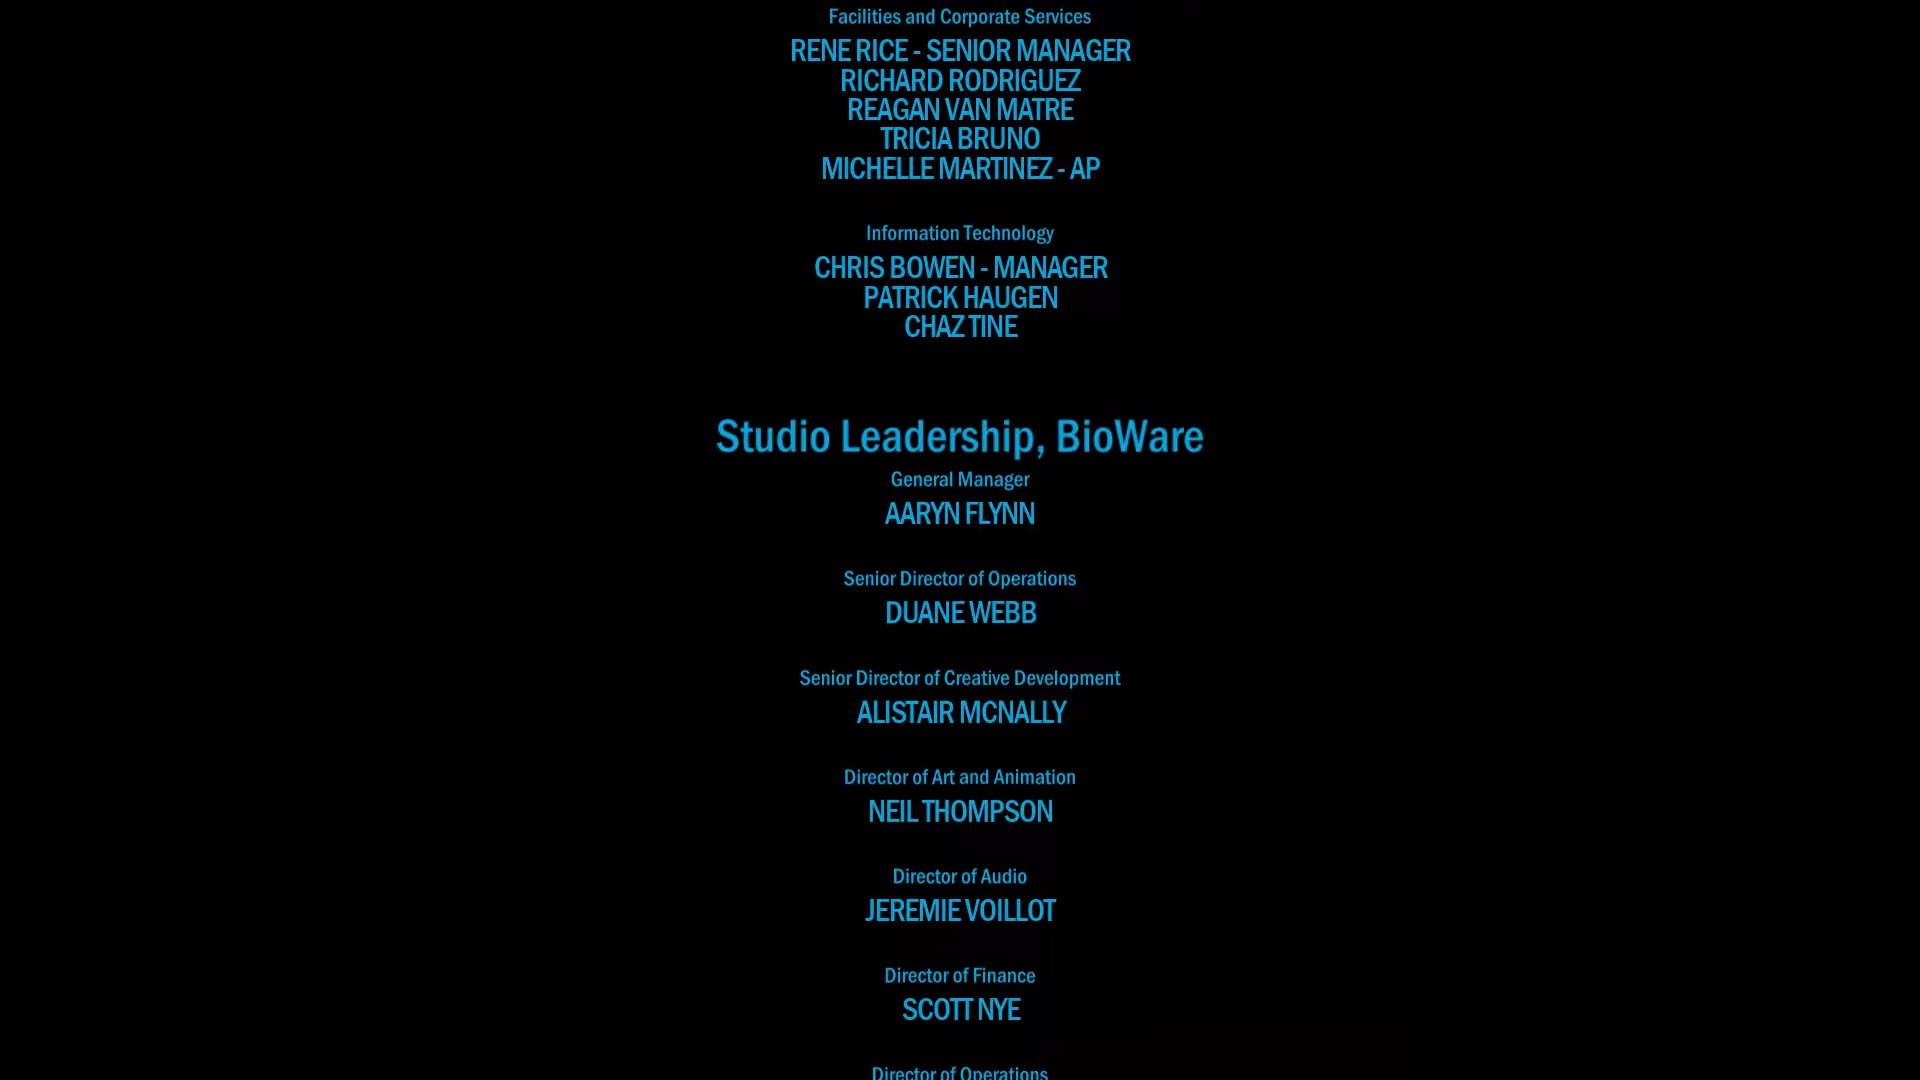 Facilities and Corporate Services
RENE RICE - SENIOR MANAGER
RICHARD RODRIGUEZ
REAGAN VAN MATRE
TRICIA BRUNO
MICHELLE MARTINEZ - AP
Information Technology
CHRIS BOWEN - MANAGER
PATRICK HAUGEN
CHAZ TINE
Studio Leadership, BioWare
General Manager
AARYN FLYNN
Senior Director of Operations
DUANE WEBB
Senior Director of Creative Development
ALISTAIR MCNALLY
Director of Art and Animation
NEIL THOMPSON
Director of Audio
JEREMIE VOILLOT
Director of Finance
SCOTT NYE
Director of Operations